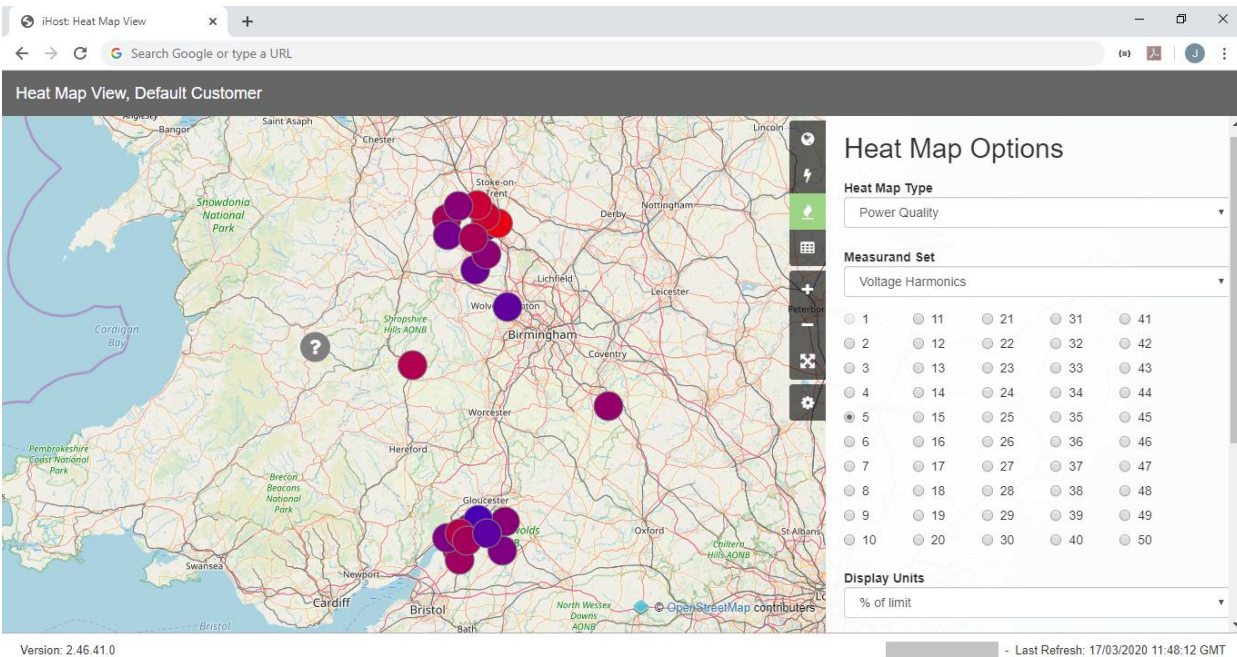 iHost: Heat Map View
Search Google or type a URL
J
Heat Map View, Default Customer
Bangor
Saint Asaph
Chester
Lincoln
Stoke-on-
Trent
Snowdonia
National
Park
Derby
Nottingham
Lichfield
Leicester
Shropshire
Hills AONB
Birmingham
Cardigan
Bay
?
Coventry
Worcester
Hereford
Pembrokeshire
Coast National
Park
Brecon
Beacons
National
Park
Gloucester
Oxford
St Albans
Chiltern
Hills AONB
Swansea
Newport
Cardiff
Bristol
North Wessex
Downs
AONB
Bath
Bristol
© OpenStreetMap contributors
Heat Map Options
Heat Map Type
Power Quality
Measurand Set
Voltage Harmonics
1 11 21 31 41
2 12 22 32 42
3 13 23 33 43
4 14 24 34 44
5 15 25 35 45
6 16 26 36 46
7 17 27 37 47
8 18 28 38 48
9 19 29 39 49
10 20 30 40 50
Display Units
% of limit
Version: 2.46.41.0
- Last Refresh: 17/03/2020 11:48:12 GMT